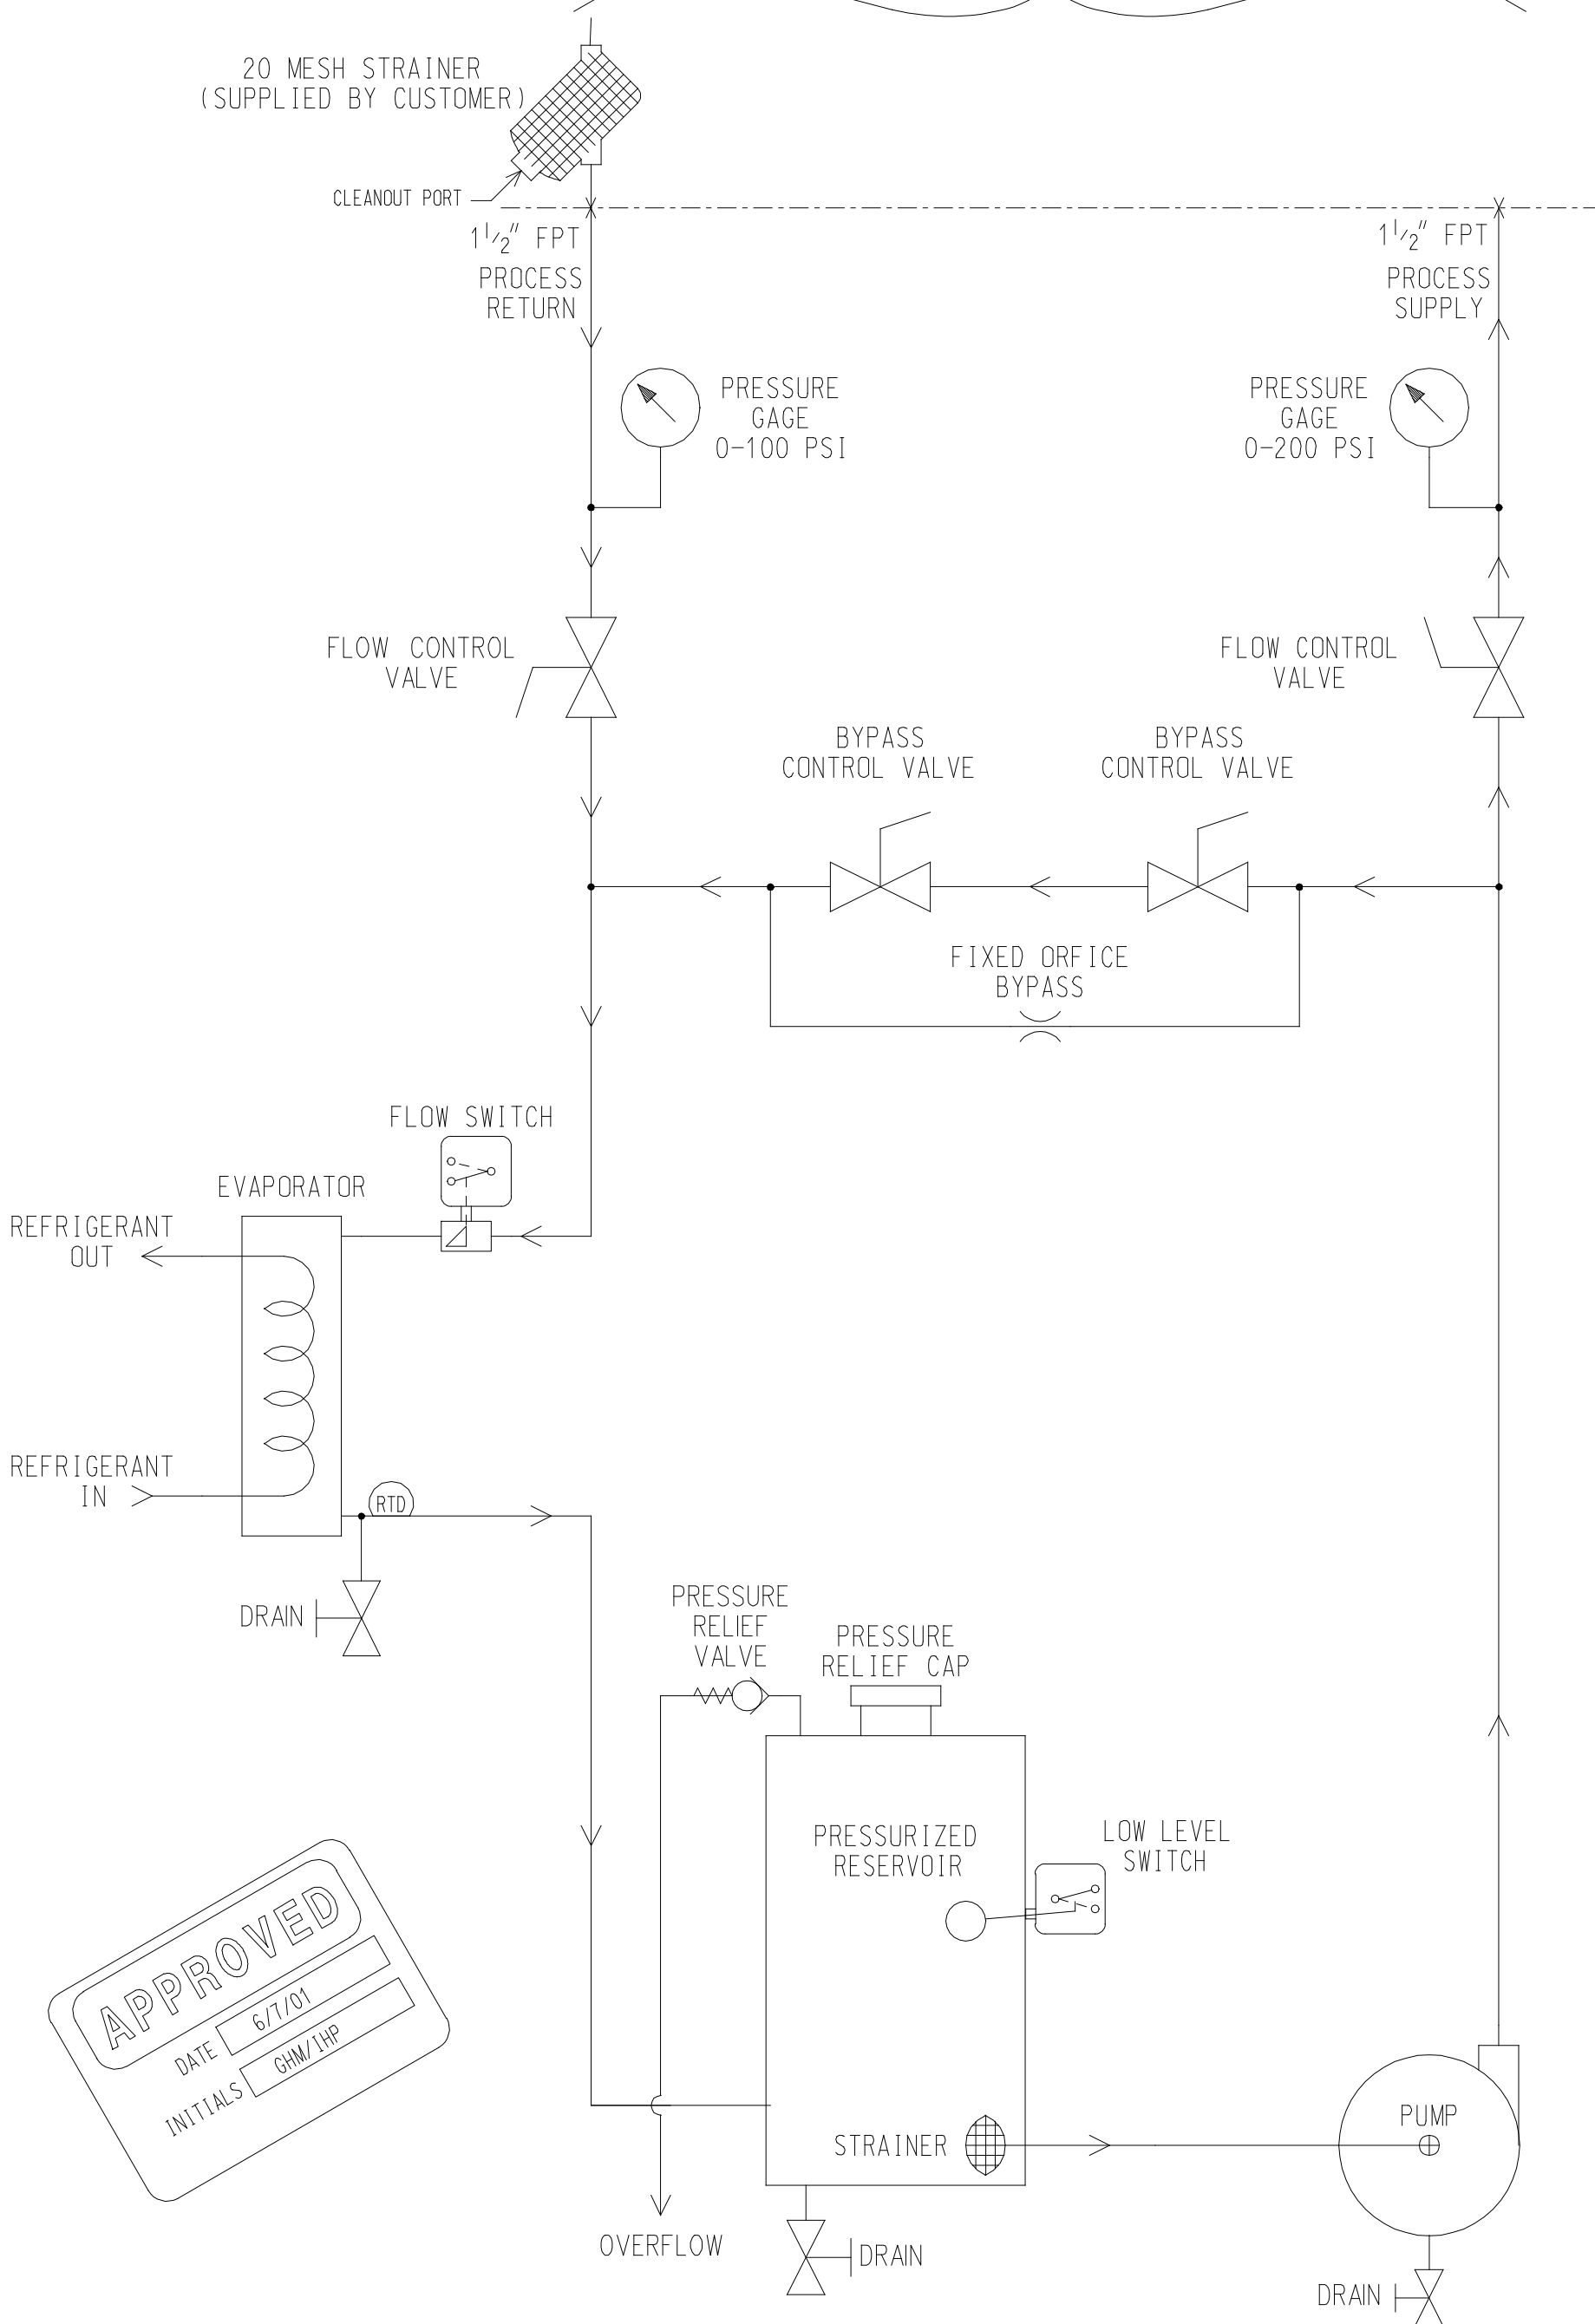 20 MESH STRAINER
(SUPPLIED BY CUSTOMER)
CLEANOUT PORT
1 1/2" FPT
PROCESS
RETURN
1 1/2" FPT
PROCESS
SUPPLY
PRESSURE
GAGE
0-100 PSI
PRESSURE
GAGE
0-200 PSI
FLOW CONTROL
VALVE
FLOW CONTROL
VALVE
BYPASS
CONTROL VALVE
BYPASS
CONTROL VALVE
FIXED ORFICE
BYPASS
FLOW SWITCH
EVAPORATOR
REFRIGERANT
OUT
REFRIGERANT
IN
RTD
DRAIN
PRESSURE
RELIEF
VALVE
PRESSURE
RELIEF CAP
PRESSURIZED
RESERVOIR
LOW LEVEL
SWITCH
APPROVED
DATE 6/7/01
INITIALS GHM/IHP
STRAINER
PUMP
OVERFLOW
DRAIN
DRAIN